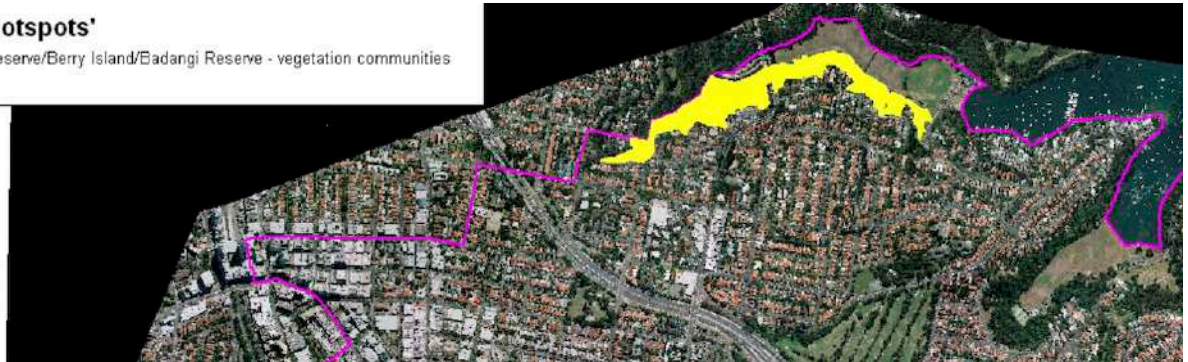 otspots'
eserve/Berry Island/Badangi Reserve - vegetation communities